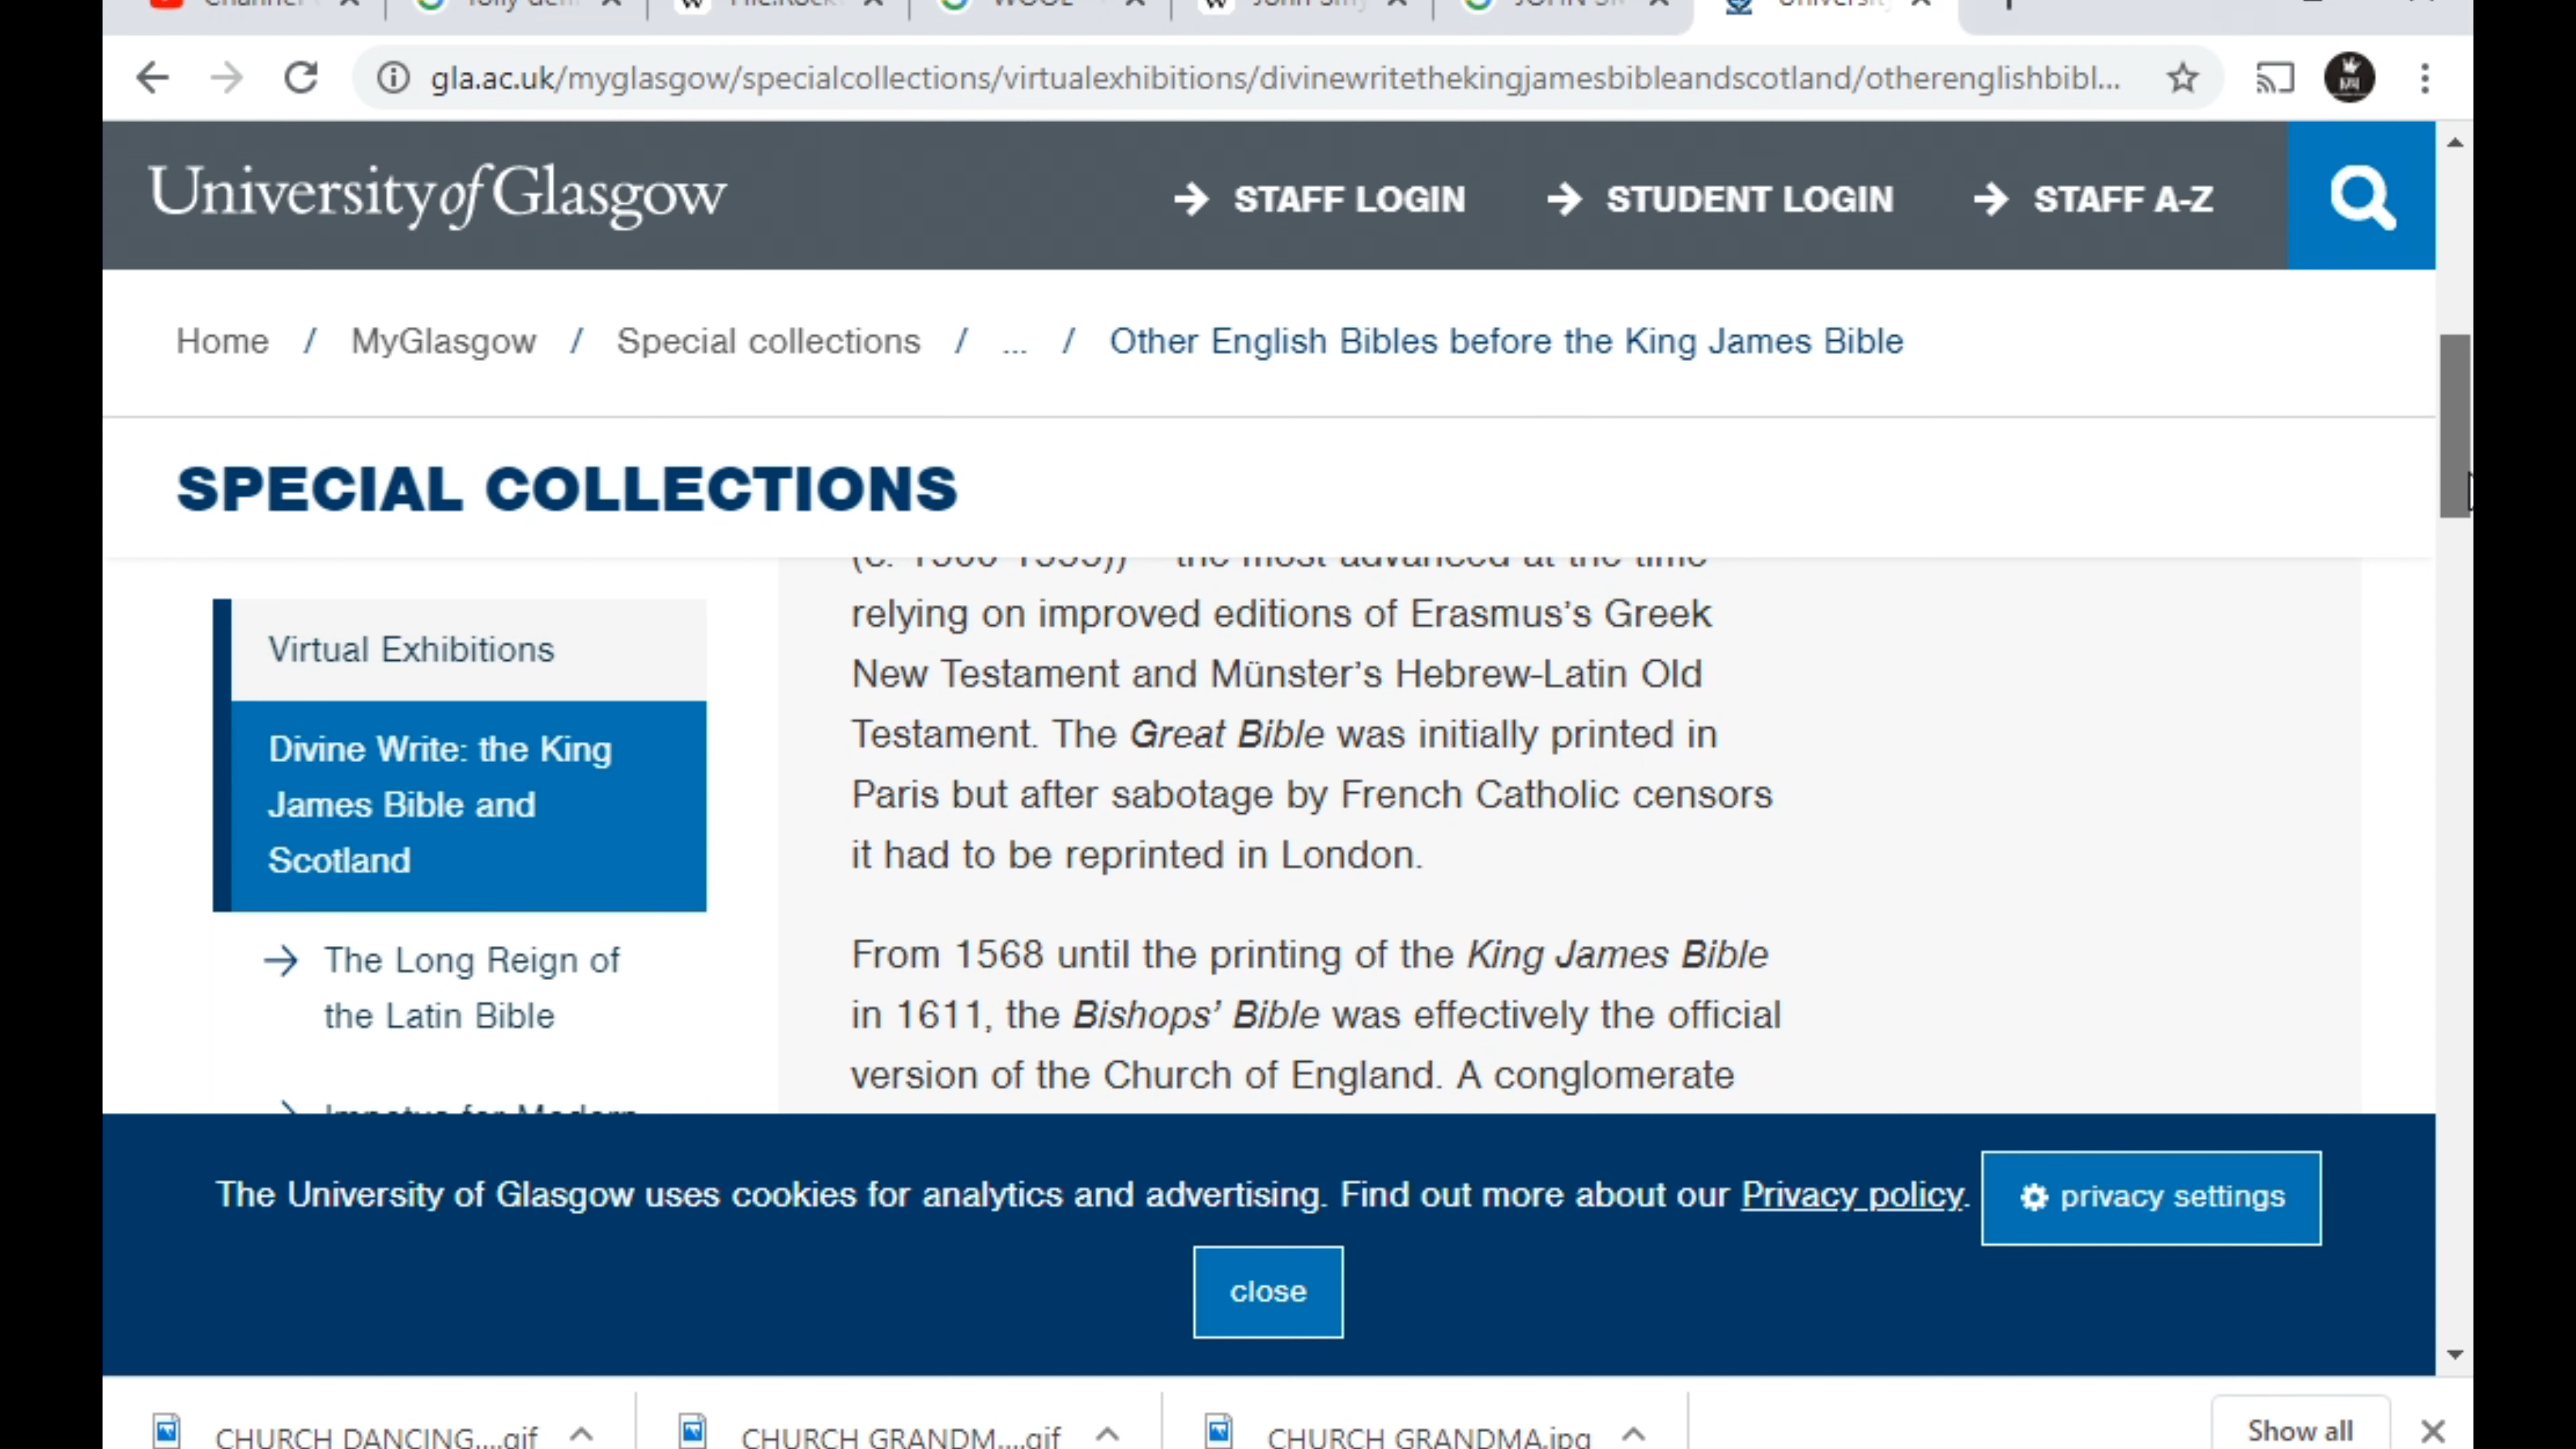 gla.ac.uk/myglasgow/specialcollections/virtualexhibitions/divinewritethekingjamesbibleandscotland/otherenglishbibl...
University of Glasgow
STAFF LOGIN
STUDENT LOGIN
STAFF A-Z
Home / MyGlasgow / Special collections / ... / Other English Bibles before the King James Bible
SPECIAL COLLECTIONS
Virtual Exhibitions
Divine Write: the King
James Bible and
Scotland
The Long Reign of
the Latin Bible
the most advanced at the time
relying on improved editions of Erasmus's Greek
New Testament and Münster's Hebrew-Latin Old
Testament. The Great Bible was initially printed in
Paris but after sabotage by French Catholic censors
it had to be reprinted in London.
From 1568 until the printing of the King James Bible
in 1611, the Bishops' Bible was effectively the official
version of the Church of England. A conglomerate
The University of Glasgow uses cookies for analytics and advertising. Find out more about our Privacy policy.
privacy settings
close
CHURCH DANCING....gif
CHURCH GRANDM....gif
CHURCH GRANDMA.jpg
Show all